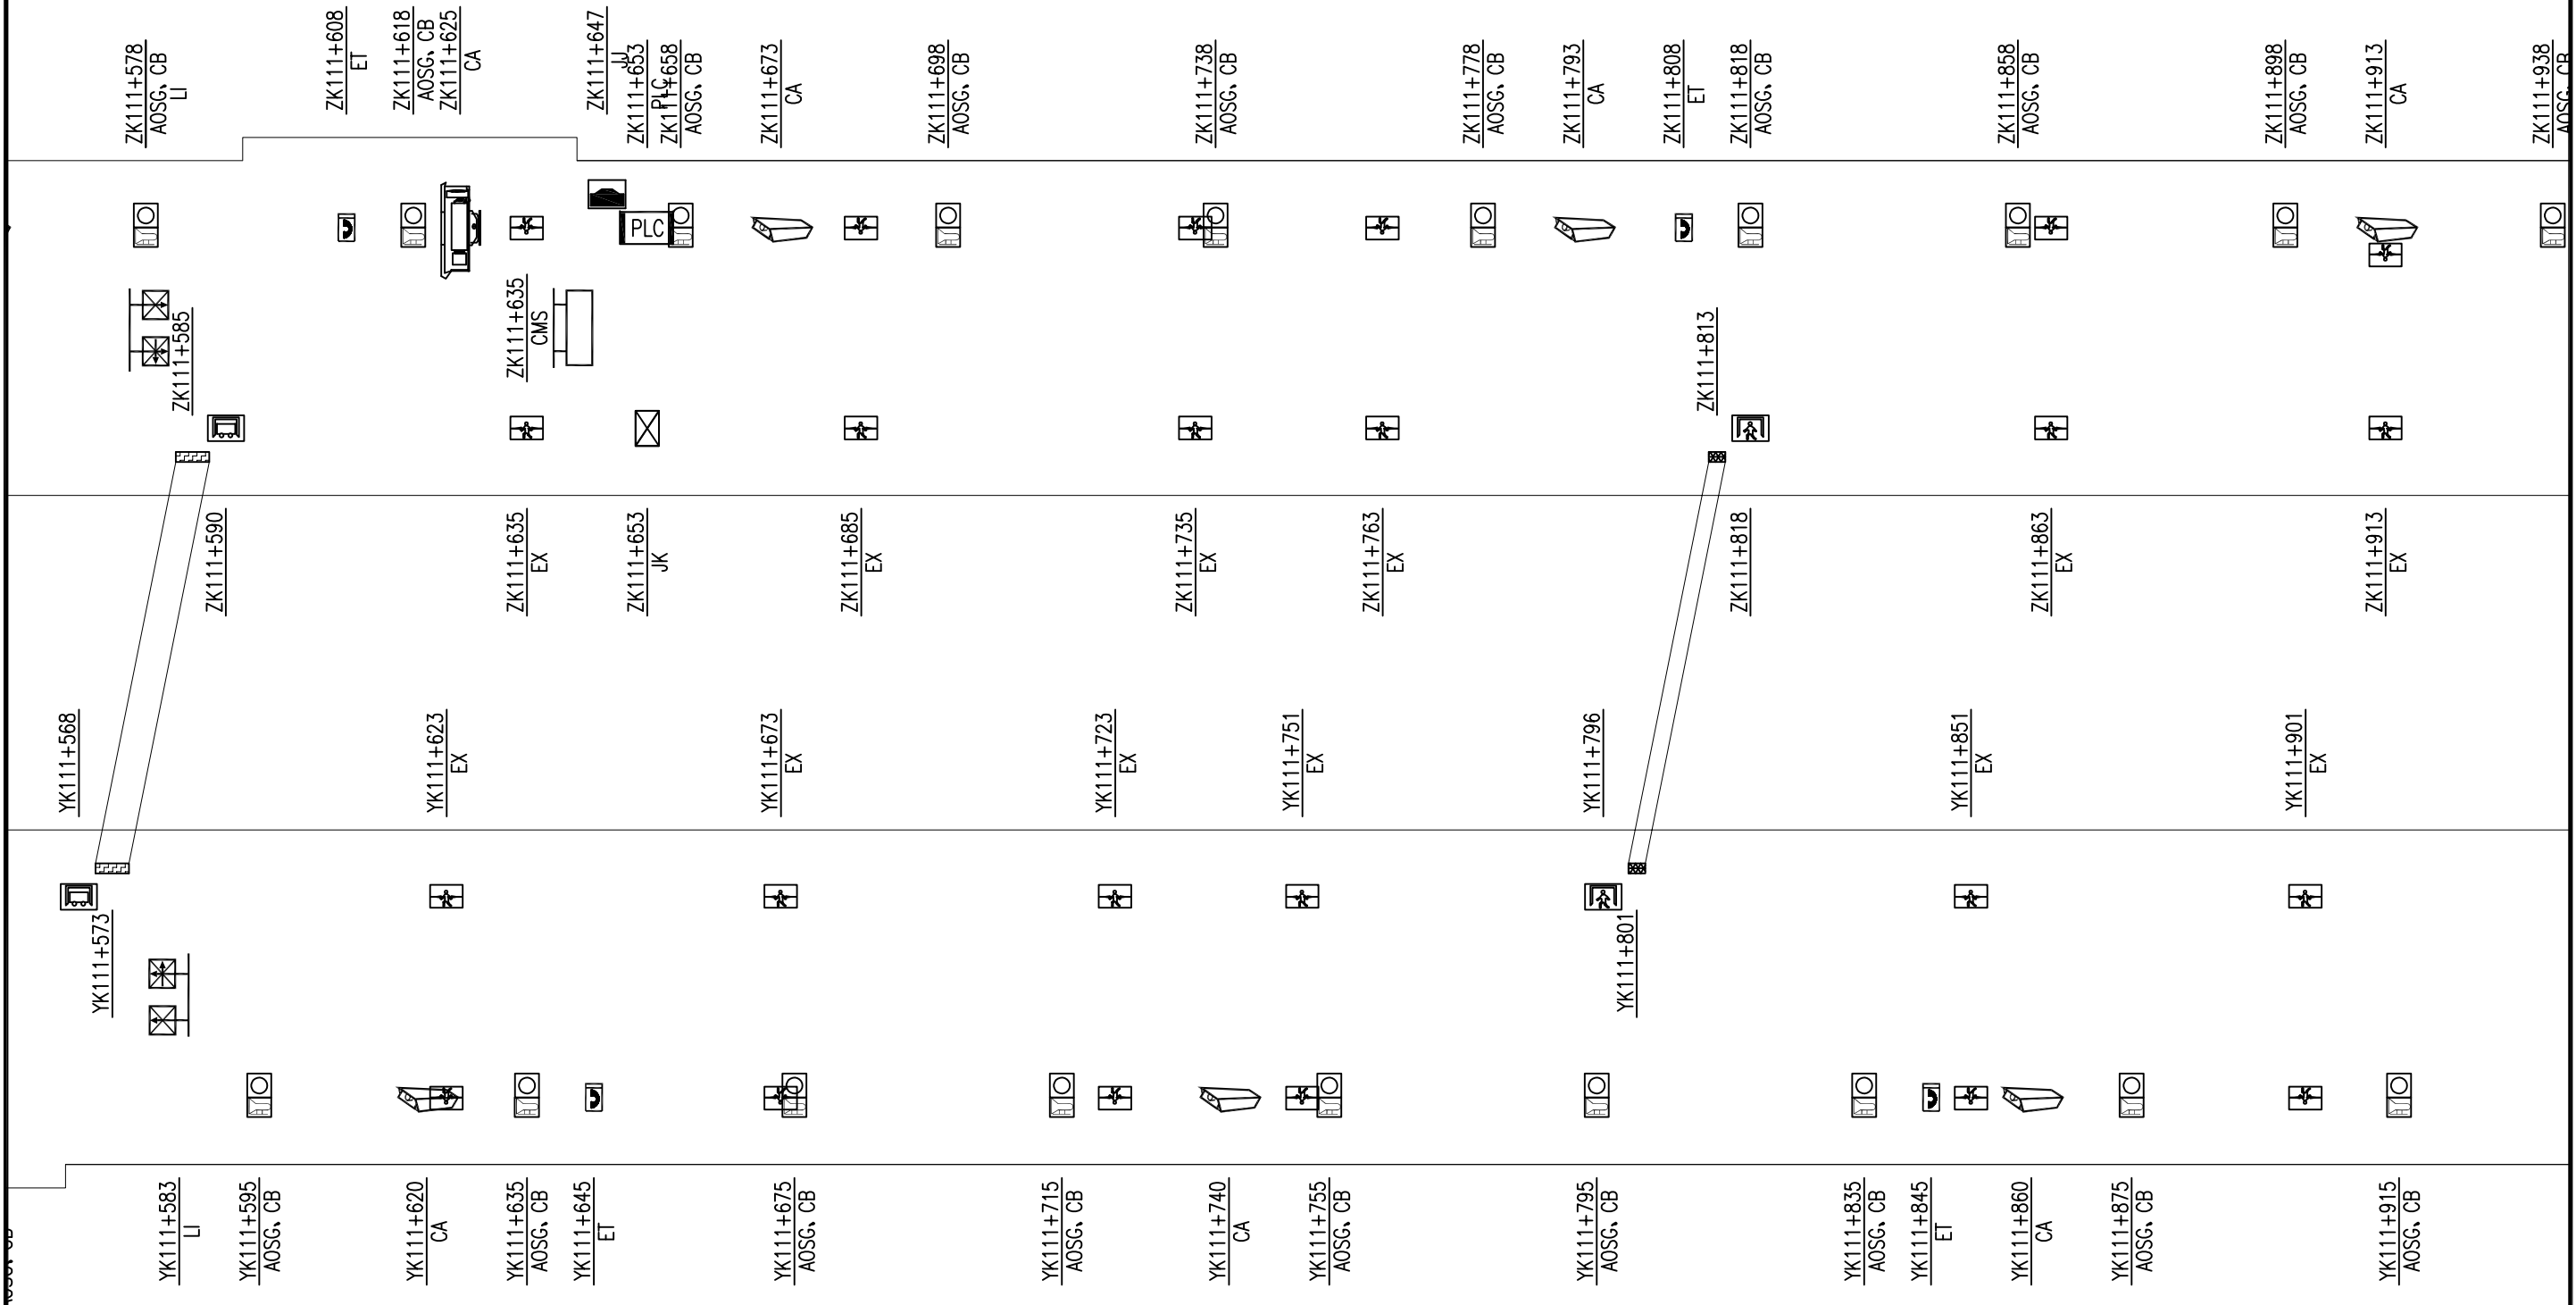 ZK111+578
AOSG、CB
LI
ZK111+608
ET
ZK111+618
AOSG、CB
ZK111+625
CA
ZK111+647
ZK111+653
PLC
ZK111+658
AOSG、CB
ZK111+673
CA
ZK111+698
AOSG、CB
ZK111+738
AOSG、CB
ZK111+778
AOSG、CB
ZK111+793
CA
ZK111+808
ET
ZK111+818
AOSG、CB
ZK111+858
AOSG、CB
ZK111+898
AOSG、CB
ZK111+913
CA
ZK111+938
AOSG、CB
PLC
ZK111+585
ZK111+635
CMS
ZK111+813
ZK111+590
ZK111+635
EX
ZK111+653
JK
ZK111+685
EX
ZK111+735
EX
ZK111+763
EX
ZK111+818
ZK111+863
EX
ZK111+913
EX
YK111+568
YK111+623
EX
YK111+673
EX
YK111+723
EX
YK111+751
EX
YK111+796
YK111+851
EX
YK111+901
EX
YK111+573
YK111+801
YK111+583
LI
YK111+595
AOSG、CB
YK111+620
CA
YK111+635
AOSG、CB
YK111+645
ET
YK111+675
AOSG、CB
YK111+715
AOSG、CB
YK111+740
CA
YK111+755
AOSG、CB
YK111+795
AOSG、CB
YK111+835
AOSG、CB
YK111+845
ET
YK111+860
CA
YK111+875
AOSG、CB
YK111+915
AOSG、CB